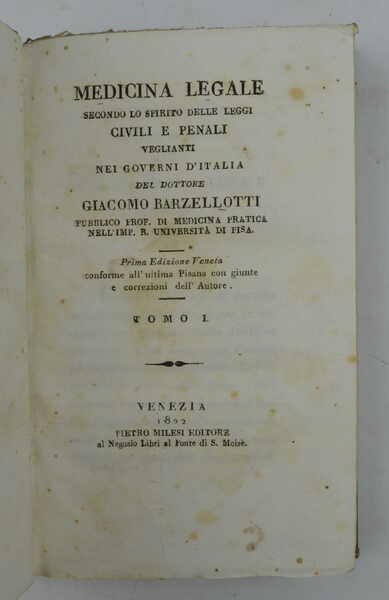 MEDICINA LEGALE
SECONDO LO SPIRITO DELLE LEGGI
CIVILI E PENALI
VEGLIANTI
NEI GOVERNI D'ITALIA
DEL DOTTORE
GIACOMO BARZELLOTTI
PUBBLICO PROF. DI MEDICINA PRATICA
NELL'IMP. R. UNIVERSITÀ DI PISA.
Prima Edizione Veneta
conforme all'ultima Pisana con giunte
e correzioni dell'Autore.
TOMO I.
VENEZIA
1822
PIETRO MILESI EDITORE
al Negozio Libri al Ponte di S. Moisè.